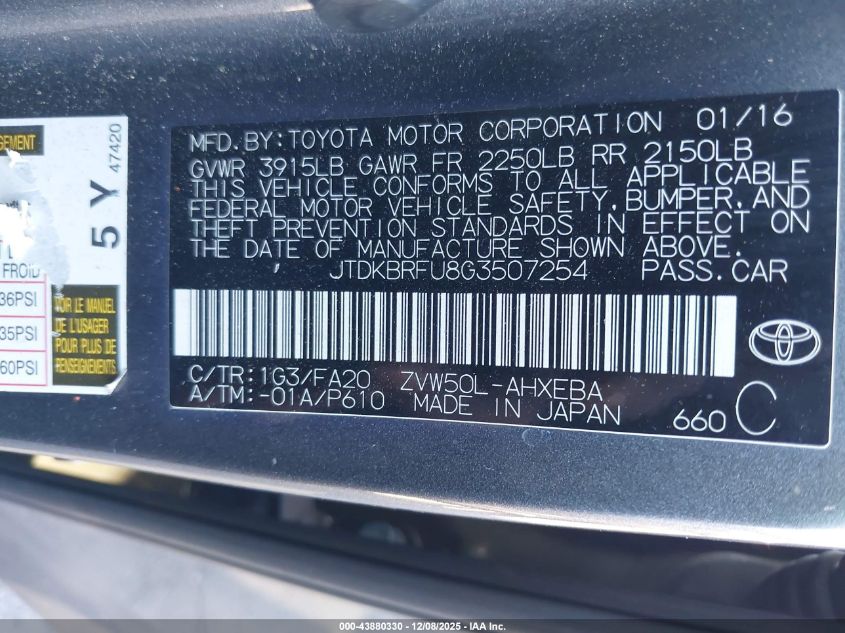 GEMENT
5 Y
47420
FROID
36PSI
35PSI
60PSI
VOIR LE MANUEL
DE L'USAGER
POUR PLUS DE
RENSEIGNEMENTS
MFD. BY: TOYOTA MOTOR CORPORATION 01/16
GVWR 3915LB GAWR FR 2250LB RR 2150LB
THIS VEHICLE CONFORMS TO ALL APPLICABLE
FEDERAL MOTOR VEHICLE SAFETY, BUMPER, AND
THEFT PREVENTION STANDARDS IN EFFECT ON
THE DATE OF MANUFACTURE SHOWN ABOVE.
JTDKBRFU8G3507254 PASS. CAR
C/TR: 1G3/FA20 ZVW50L-AHXEBA
A/TM: -01A/P610 MADE IN JAPAN
660 C
000-43880330 - 12/08/2025 - IAA Inc.